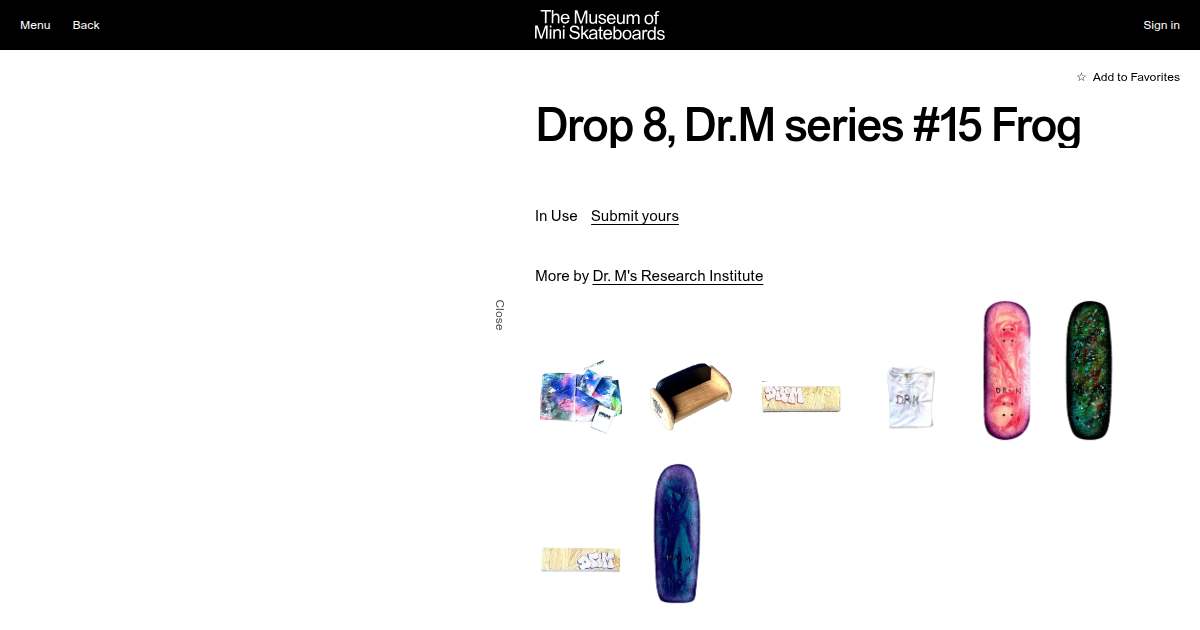 Menu
Back
The Museum of
Mini Skateboards
Sign in
☆ Add to Favorites
Drop 8, Dr.M series #15 Frog
In Use
Submit yours
More by Dr. M's Research Institute
Close
DRM